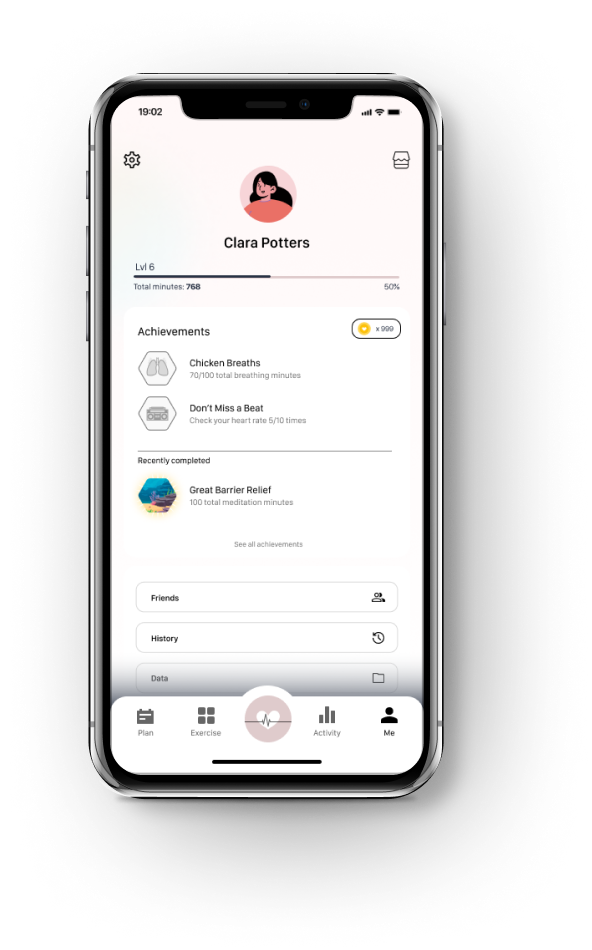 19:02
Clara Potters
Lvl 6
Total minutes: 768
50%
Achievements
x 999
Chicken Breaths
70/100 total breathing minutes
Don't Miss a Beat
Check your heart rate 5/10 times
Recently completed
Great Barrier Relief
100 total meditation minutes
See all achievements
Friends
History
Data
Plan
Exercise
Activity
Me